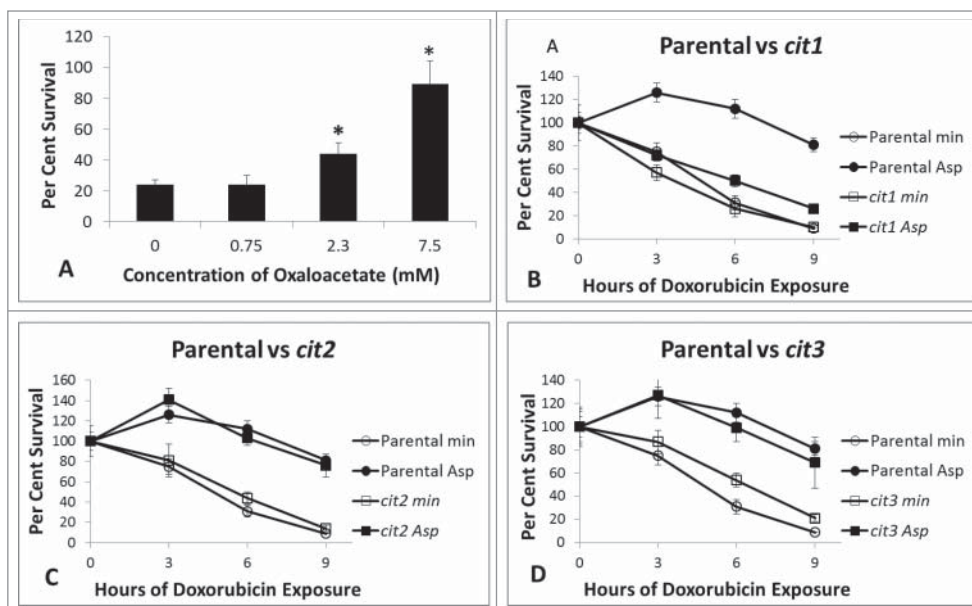 120
100
80
60
40
20
0
Per Cent Survival
*
*
0 0.75 2.3 7.5
A
Concentration of Oxaloacetate (mM)
A
Parental vs cit1
140
120
100
80
60
40
20
0
Per Cent Survival
Parental min
Parental Asp
cit1 min
cit1 Asp
0 3 6 9
B
Hours of Doxorubicin Exposure
Parental vs cit2
160
140
120
100
80
60
40
20
0
Per Cent Survival
Parental min
Parental Asp
cit2 min
cit2 Asp
0 3 6 9
C
Hours of Doxorubicin Exposure
Parental vs cit3
140
120
100
80
60
40
20
0
Per Cent Survival
Parental min
Parental Asp
cit3 min
cit3 Asp
0 3 6 9
D
Hours of Doxorubicin Exposure